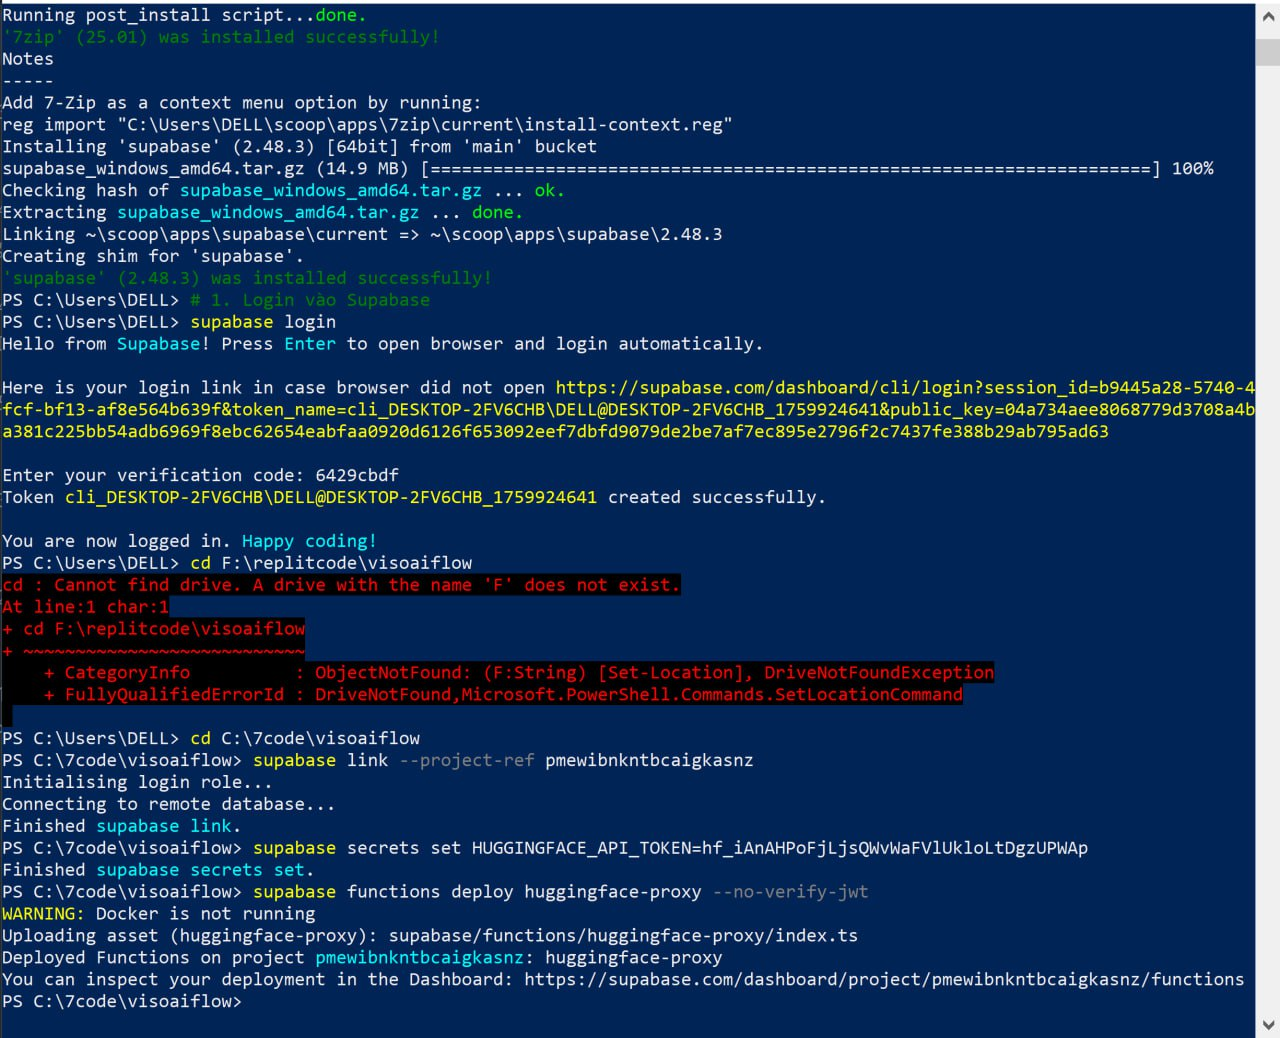 Running post_install script...done.
'7zip' (25.01) was installed successfully!
Notes
-----
Add 7-Zip as a context menu option by running:
reg import "C:\Users\DELL\scoop\apps\7zip\current\install-context.reg"
Installing 'supabase' (2.48.3) [64bit] from 'main' bucket
supabase_windows_amd64.tar.gz (14.9 MB) [=====================================================================] 100%
Checking hash of supabase_windows_amd64.tar.gz ... ok.
Extracting supabase_windows_amd64.tar.gz ... done.
Linking ~\scoop\apps\supabase\current => ~\scoop\apps\supabase\2.48.3
Creating shim for 'supabase'.
'supabase' (2.48.3) was installed successfully!
PS C:\Users\DELL> # 1. Login vào Supabase
PS C:\Users\DELL> supabase login
Hello from Supabase! Press Enter to open browser and login automatically.
Here is your login link in case browser did not open https://supabase.com/dashboard/cli/login?session_id=b9445a28-5740-4
fcf-bf13-af8e564b639f&token_name=cli_DESKTOP-2FV6CHB\DELL@DESKTOP-2FV6CHB_1759924641&public_key=04a734aee8068779d3708a4b
a381c225bb54adb6969f8ebc62654eabfaa0920d6126f653092eef7dbfd9079de2be7af7ec895e2796f2c7437fe388b29ab795ad63
Enter your verification code: 6429cbdf
Token cli_DESKTOP-2FV6CHB\DELL@DESKTOP-2FV6CHB_1759924641 created successfully.
You are now logged in. Happy coding!
PS C:\Users\DELL> cd F:\replitcode\visoaiflow
cd : Cannot find drive. A drive with the name 'F' does not exist.
At line:1 char:1
+ cd F:\replitcode\visoaiflow
+ ~~~~~~~~~~~~~~~~~~~~~~~~~~~
    + CategoryInfo          : ObjectNotFound: (F:String) [Set-Location], DriveNotFoundException
    + FullyQualifiedErrorId : DriveNotFound,Microsoft.PowerShell.Commands.SetLocationCommand
PS C:\Users\DELL> cd C:\7code\visoaiflow
PS C:\7code\visoaiflow> supabase link --project-ref pmewibnkntbcaigkasnz
Initialising login role...
Connecting to remote database...
Finished supabase link.
PS C:\7code\visoaiflow> supabase secrets set HUGGINGFACE_API_TOKEN=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
Finished supabase secrets set.
PS C:\7code\visoaiflow> supabase functions deploy huggingface-proxy --no-verify-jwt
WARNING: Docker is not running
Uploading asset (huggingface-proxy): supabase/functions/huggingface-proxy/index.ts
Deployed Functions on project pmewibnkntbcaigkasnz: huggingface-proxy
You can inspect your deployment in the Dashboard: https://supabase.com/dashboard/project/pmewibnkntbcaigkasnz/functions
PS C:\7code\visoaiflow>